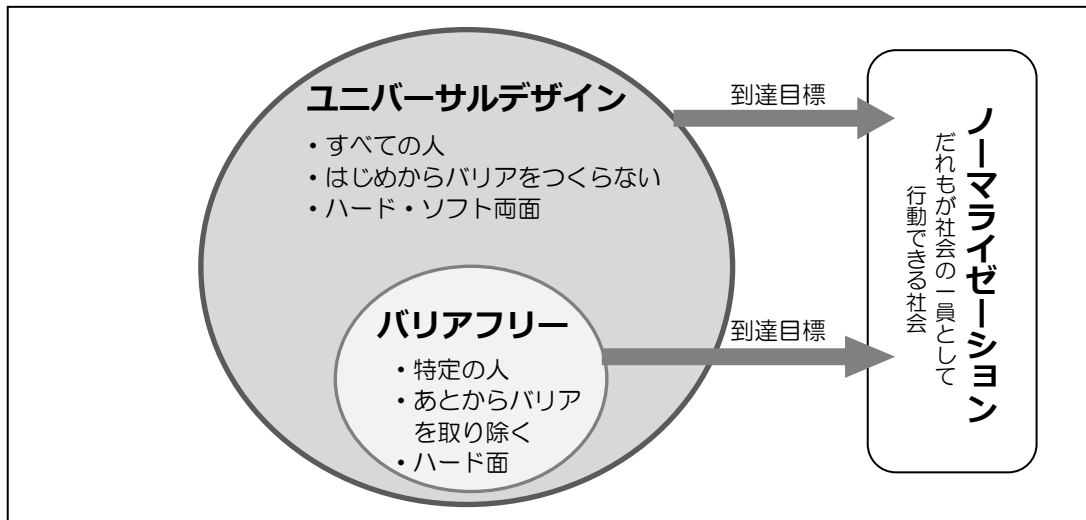 ユニバーサルデザイン
・すべての人
・はじめからバリアをつくらない
・ハード・ソフト両面
バリアフリー
・特定の人
・あとからバリア
を取り除く
・ハード面
到達目標
到達目標
ノーマライゼーション
だれもが社会の一員として
行動できる社会